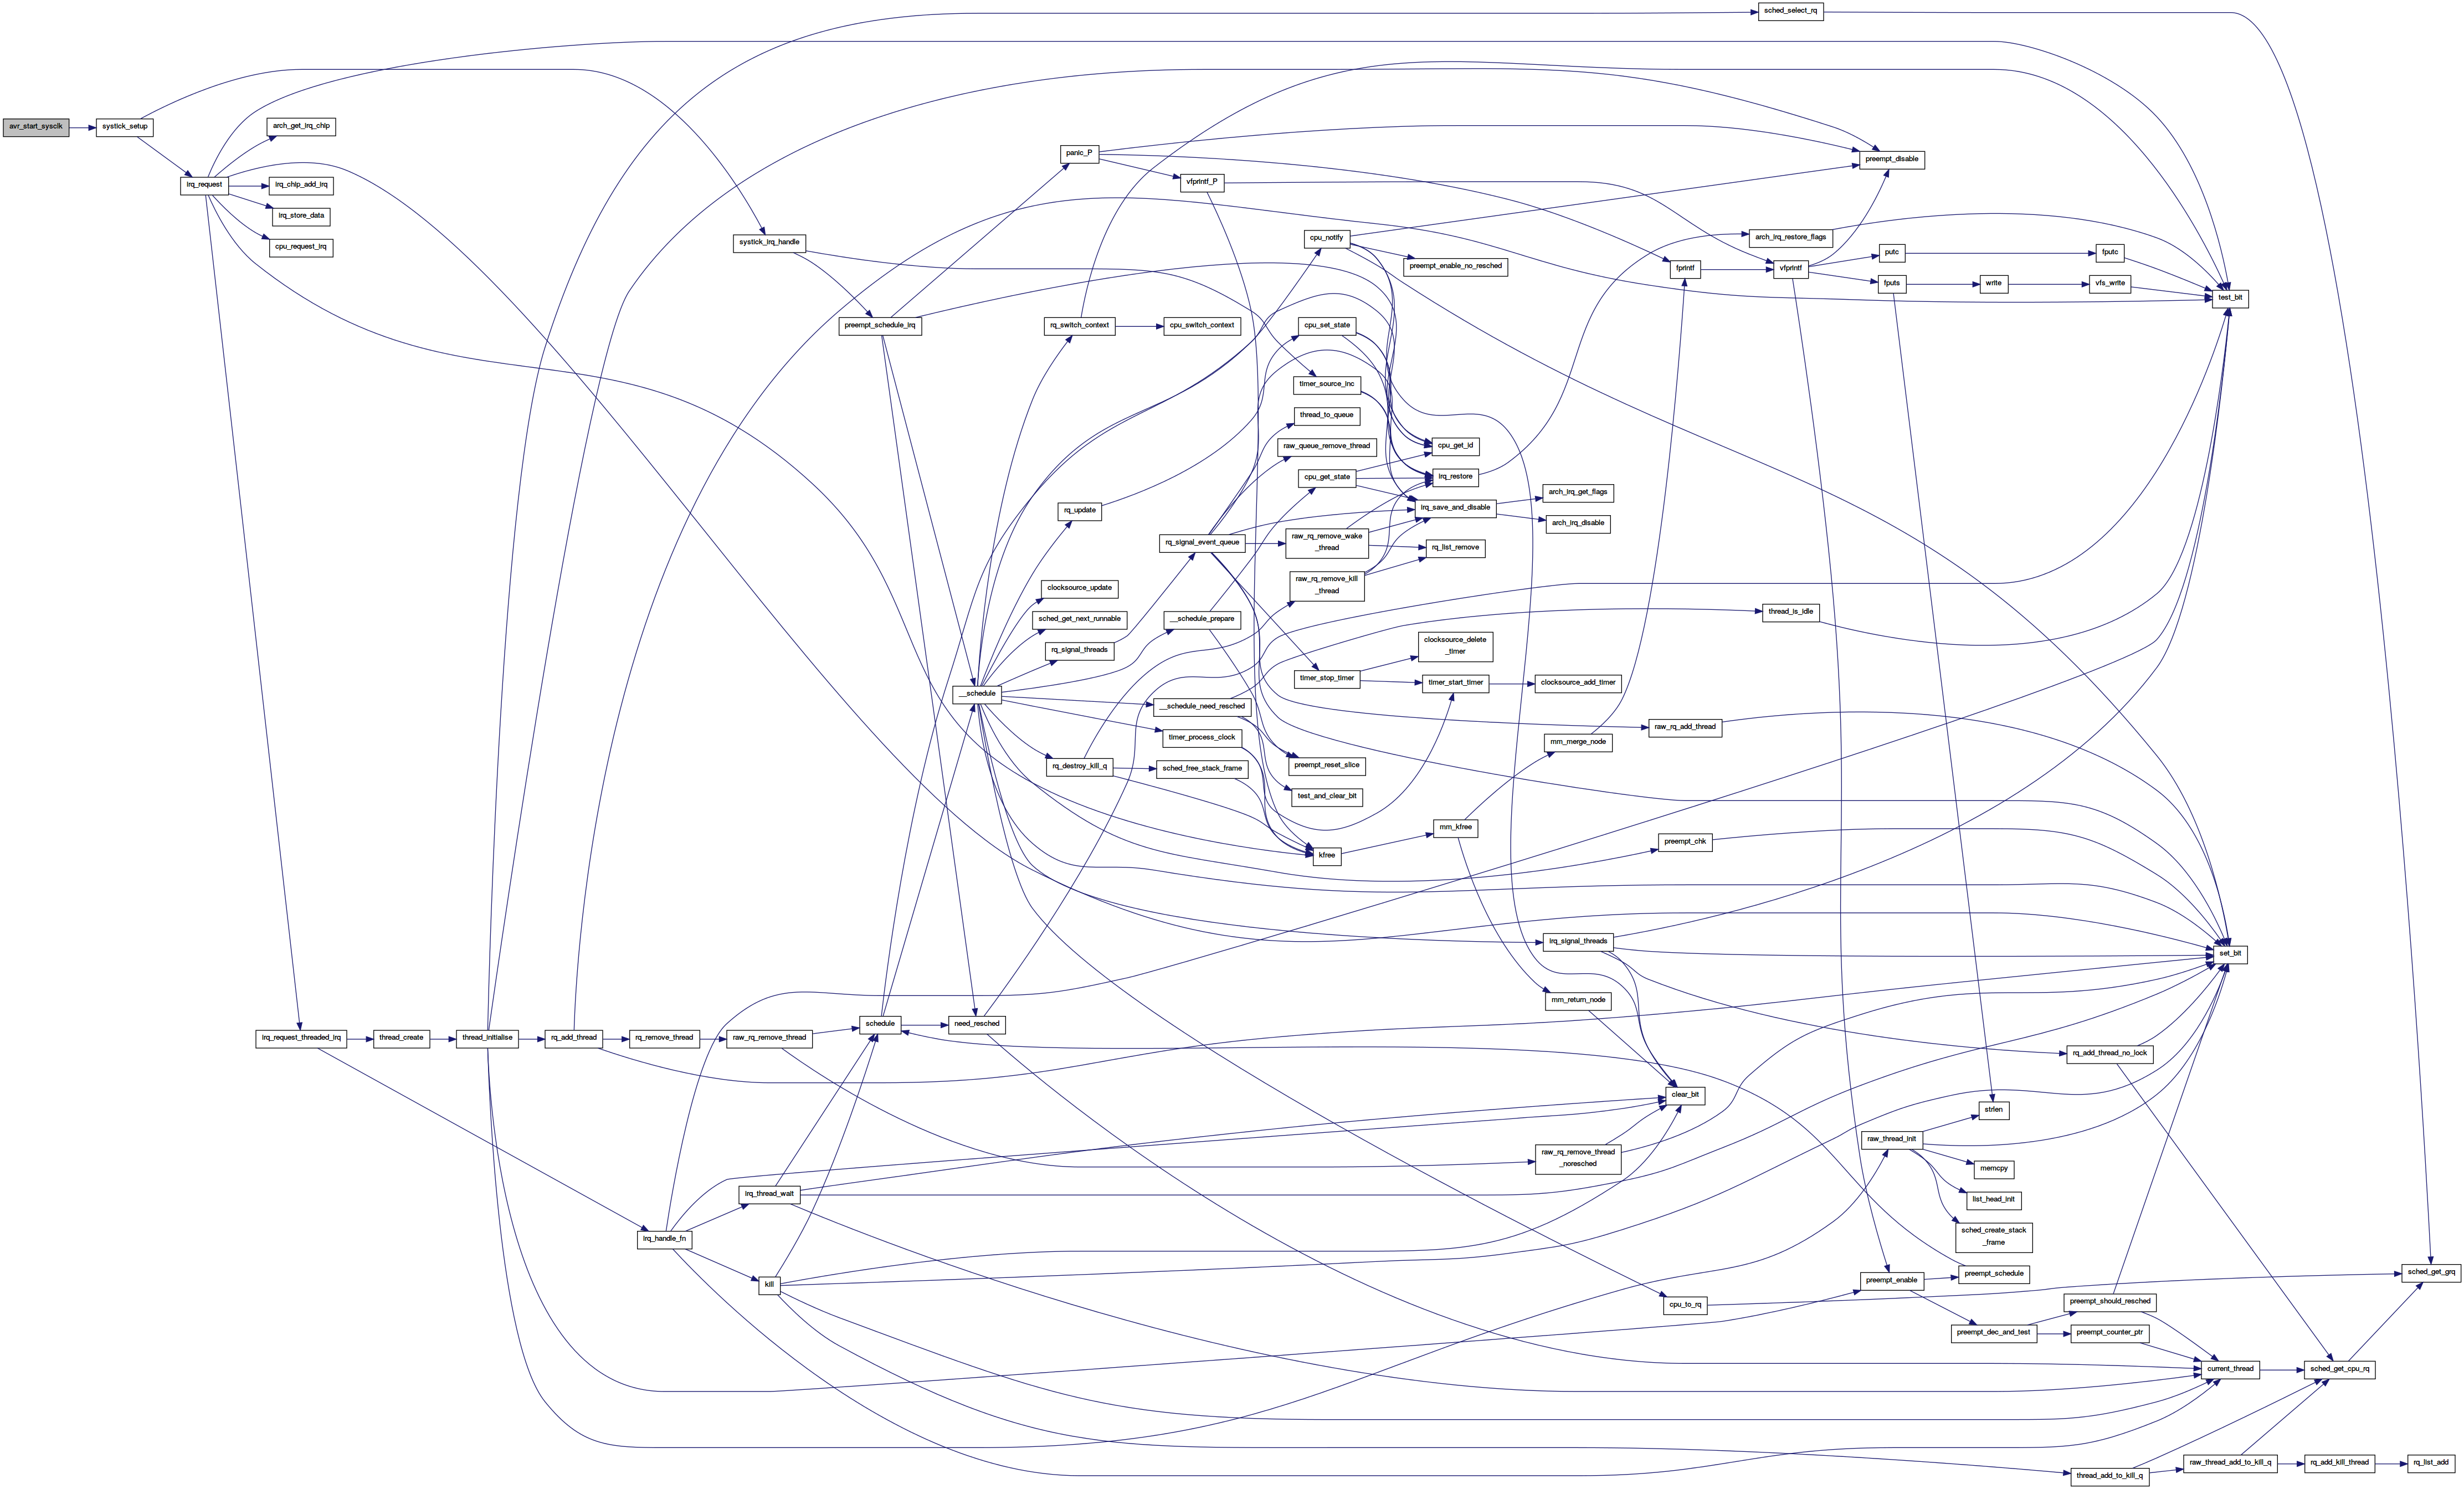 sched_select_rq
avr_start_sysclk
systick_setup
arch_get_irq_chip
panic_P
preempt_disable
vfprintf_P
irq_request
irq_chip_add_irq
irq_store_data
cpu_request_irq
systick_irq_handle
cpu_notify
arch_irq_restore_flags
preempt_enable_no_resched
fprintf
vfprintf
putc
fputc
fputs
write
vfs_write
test_bit
preempt_schedule_irq
rq_switch_context
cpu_switch_context
cpu_set_state
timer_source_inc
thread_to_queue
raw_queue_remove_thread
cpu_get_id
cpu_get_state
irq_restore
arch_irq_get_flags
rq_update
irq_save_and_disable
arch_irq_disable
rq_signal_event_queue
raw_rq_remove_wake
_thread
rq_list_remove
clocksource_update
raw_rq_remove_kill
_thread
sched_get_next_runnable
__schedule_prepare
thread_is_idle
rq_signal_threads
clocksource_delete
_timer
timer_stop_timer
timer_start_timer
clocksource_add_timer
__schedule
__schedule_need_resched
raw_rq_add_thread
timer_process_clock
mm_merge_node
rq_destroy_kill_q
sched_free_stack_frame
preempt_reset_slice
test_and_clear_bit
mm_kfree
kfree
preempt_chk
irq_signal_threads
set_bit
mm_return_node
irq_request_threaded_irq
thread_create
thread_initialise
rq_add_thread
rq_remove_thread
raw_rq_remove_thread
schedule
need_resched
rq_add_thread_no_lock
clear_bit
strlen
raw_thread_init
raw_rq_remove_thread
_noresched
memcpy
irq_thread_wait
list_head_init
irq_handle_fn
sched_create_stack
_frame
kill
preempt_enable
preempt_schedule
sched_get_grq
cpu_to_rq
preempt_should_resched
preempt_dec_and_test
preempt_counter_ptr
current_thread
sched_get_cpu_rq
thread_add_to_kill_q
raw_thread_add_to_kill_q
rq_add_kill_thread
rq_list_add